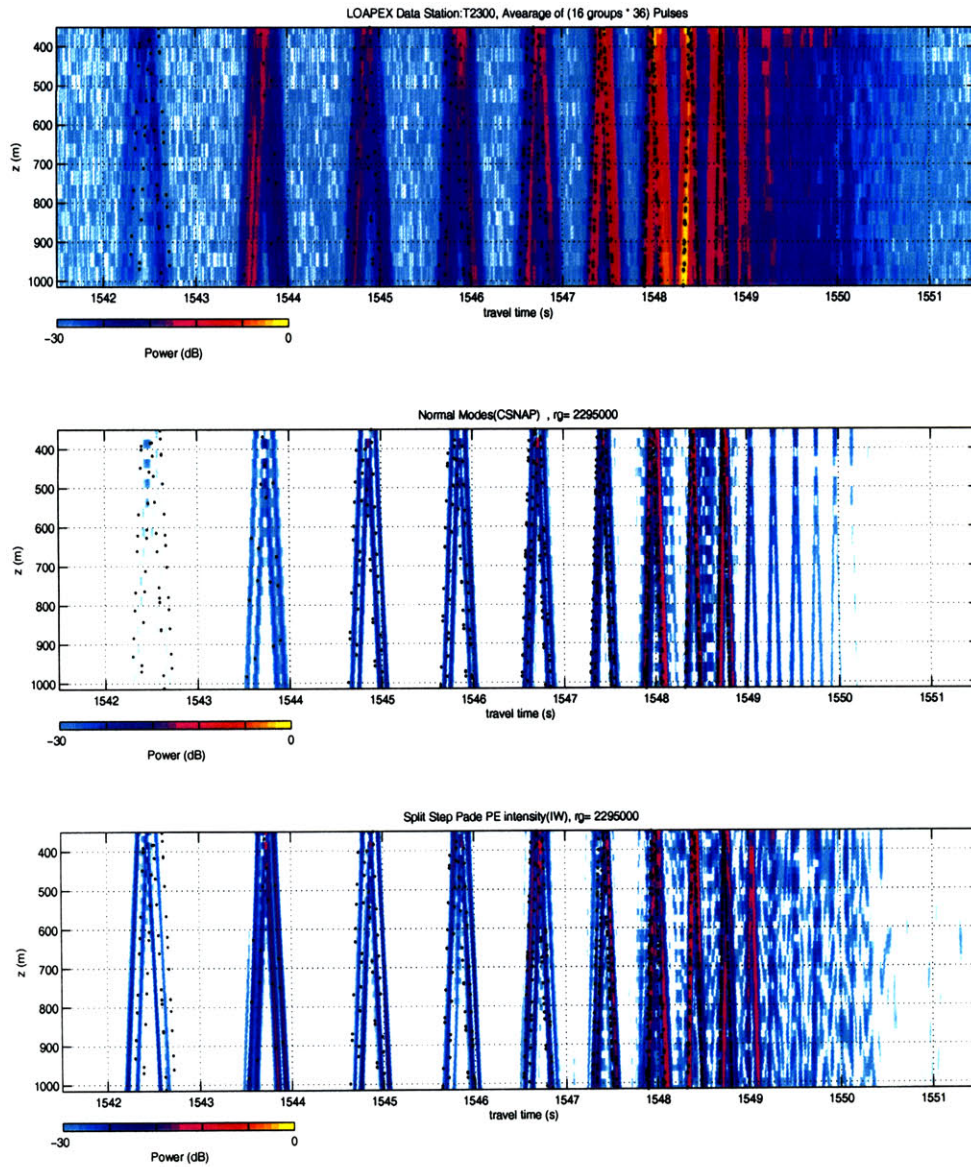 LOAPEX Data Station:T2300, Avearage of (16 groups * 36) Pulses
z (m)
400
500
600
700
800
900
1000
1542 1543 1544 1545 1546 1547 1548 1549 1550 1551
travel time (s)
-30 0
Power (dB)
Normal Modes(CSNAP) , rg= 2295000
z (m)
400
500
600
700
800
900
1000
1542 1543 1544 1545 1546 1547 1548 1549 1550 1551
travel time (s)
-30 0
Power (dB)
Split Step Pade PE intensity(IW), rg= 2295000
z (m)
400
500
600
700
800
900
1000
1542 1543 1544 1545 1546 1547 1548 1549 1550 1551
travel time (s)
-30 0
Power (dB)